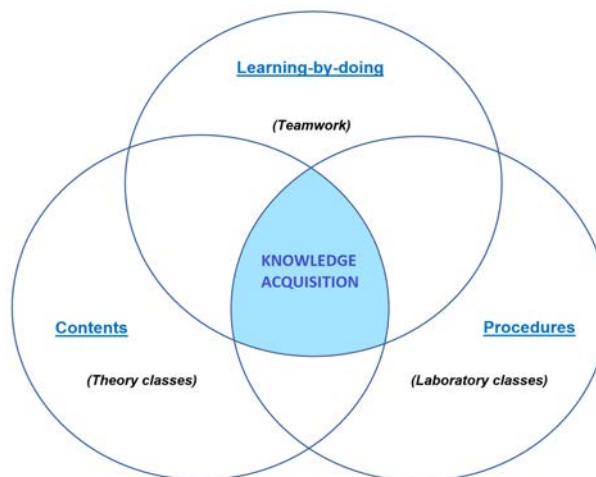 Learning-by-doing
(Teamwork)
KNOWLEDGE
ACQUISITION
Contents
Procedures
(Theory classes)
(Laboratory classes)